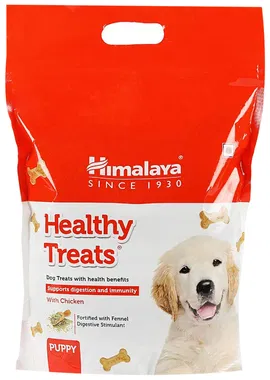 Himalaya
SINCE 1930
Healthy
Treats®
Dog Treats with health benefits
Supports digestion and immunity
With Chicken
Fortified with Fennel
Digestive Stimulant
PUPPY